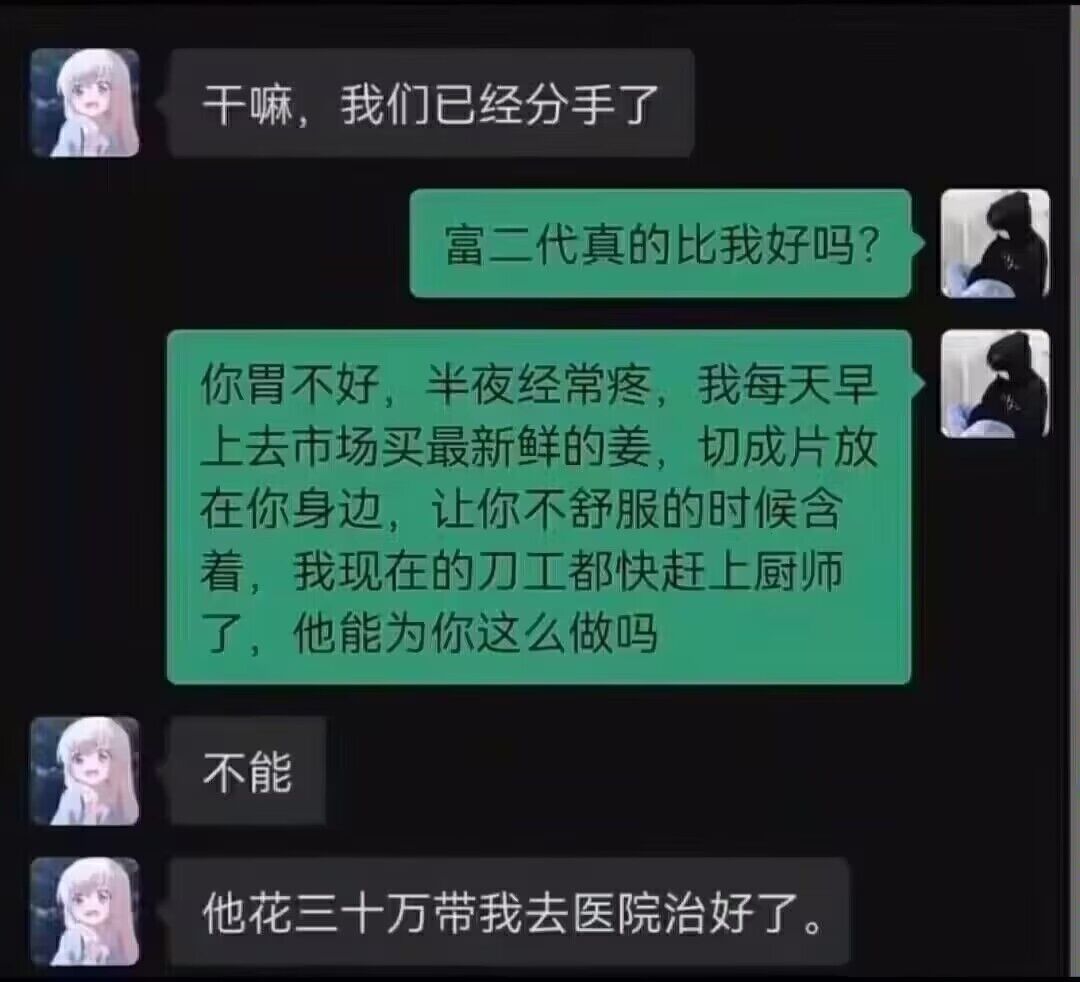 干嘛，我们已经分手了
富二代真的比我好吗?
你胃不好，半夜经常疼，我每天早
上去市场买最新鲜的姜，切成片放
在你身边，让你不舒服的时候含
着，我现在的刀工都快赶上厨师
了，他能为你这么做吗
不能
他花三十万带我去医院治好了。